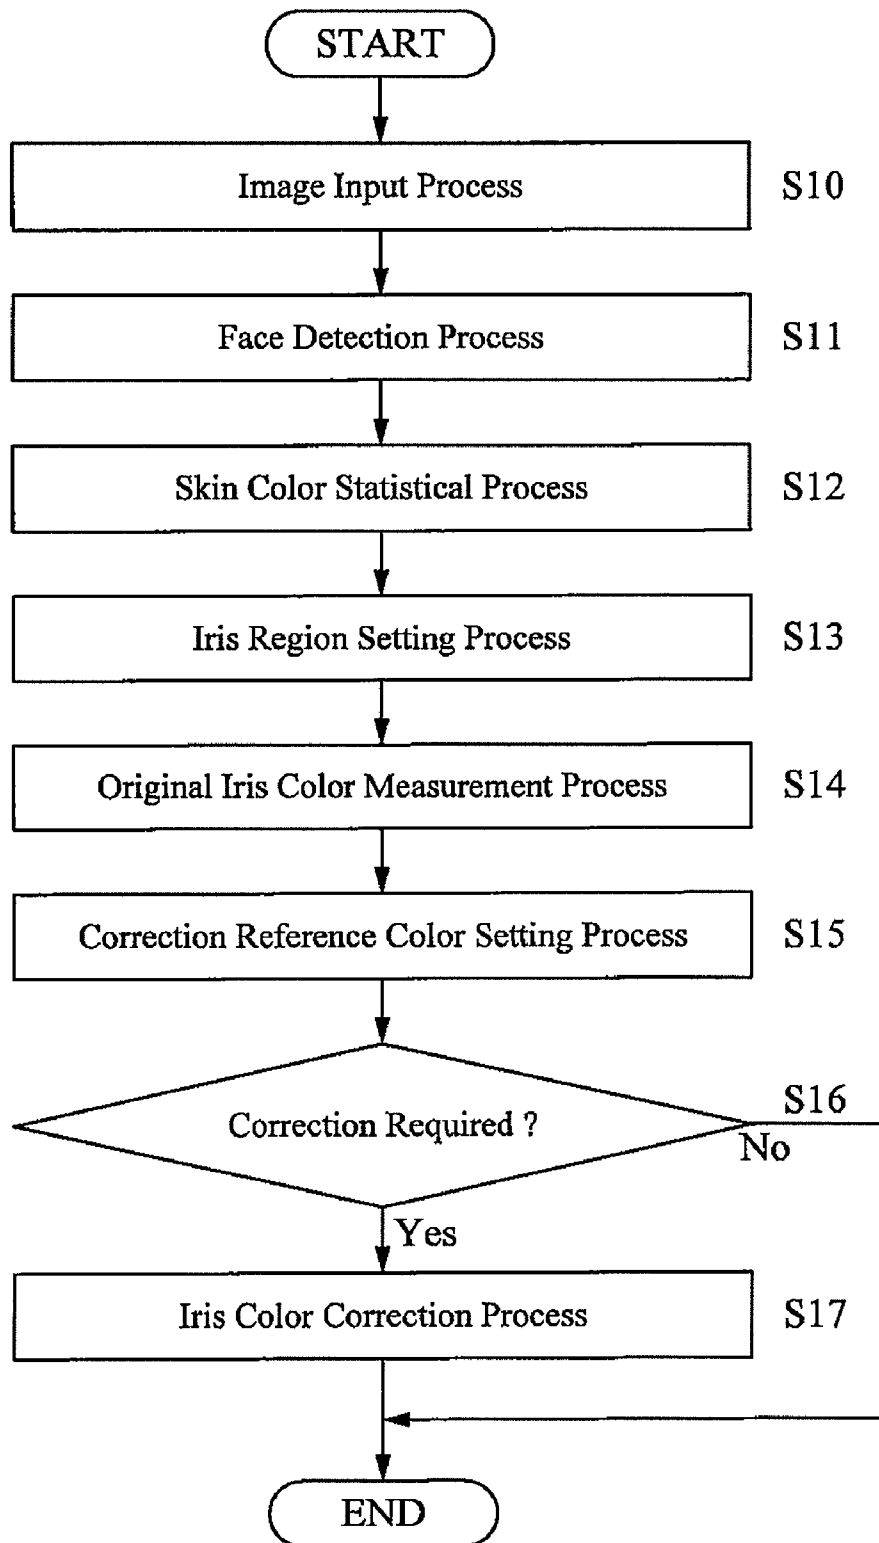 START
Image Input Process
S10
Face Detection Process
S11
Skin Color Statistical Process
S12
Iris Region Setting Process
S13
Original Iris Color Measurement Process
S14
Correction Reference Color Setting Process
S15
Correction Required ?
S16
No
Yes
Iris Color Correction Process
S17
END